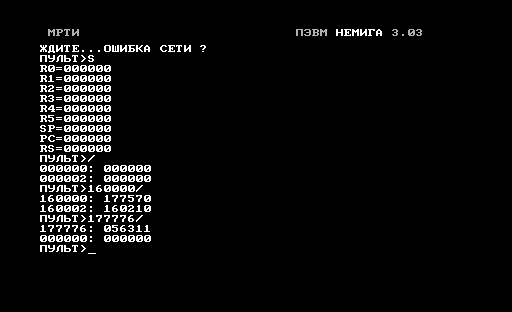 МРТИ ПЭВМ НЕМИГА 3.03
ЖДИТЕ...ОШИБКА СЕТИ ?
ПУЛЬТ>S
R0=000000
R1=000000
R2=000000
R3=000000
R4=000000
R5=000000
SP=000000
PC=000000
RS=000000
ПУЛЬТ>/
000000: 000000
000002: 000000
ПУЛЬТ>160000/
160000: 177570
160002: 160210
ПУЛЬТ>177776/
177776: 056311
000000: 000000
ПУЛЬТ>_